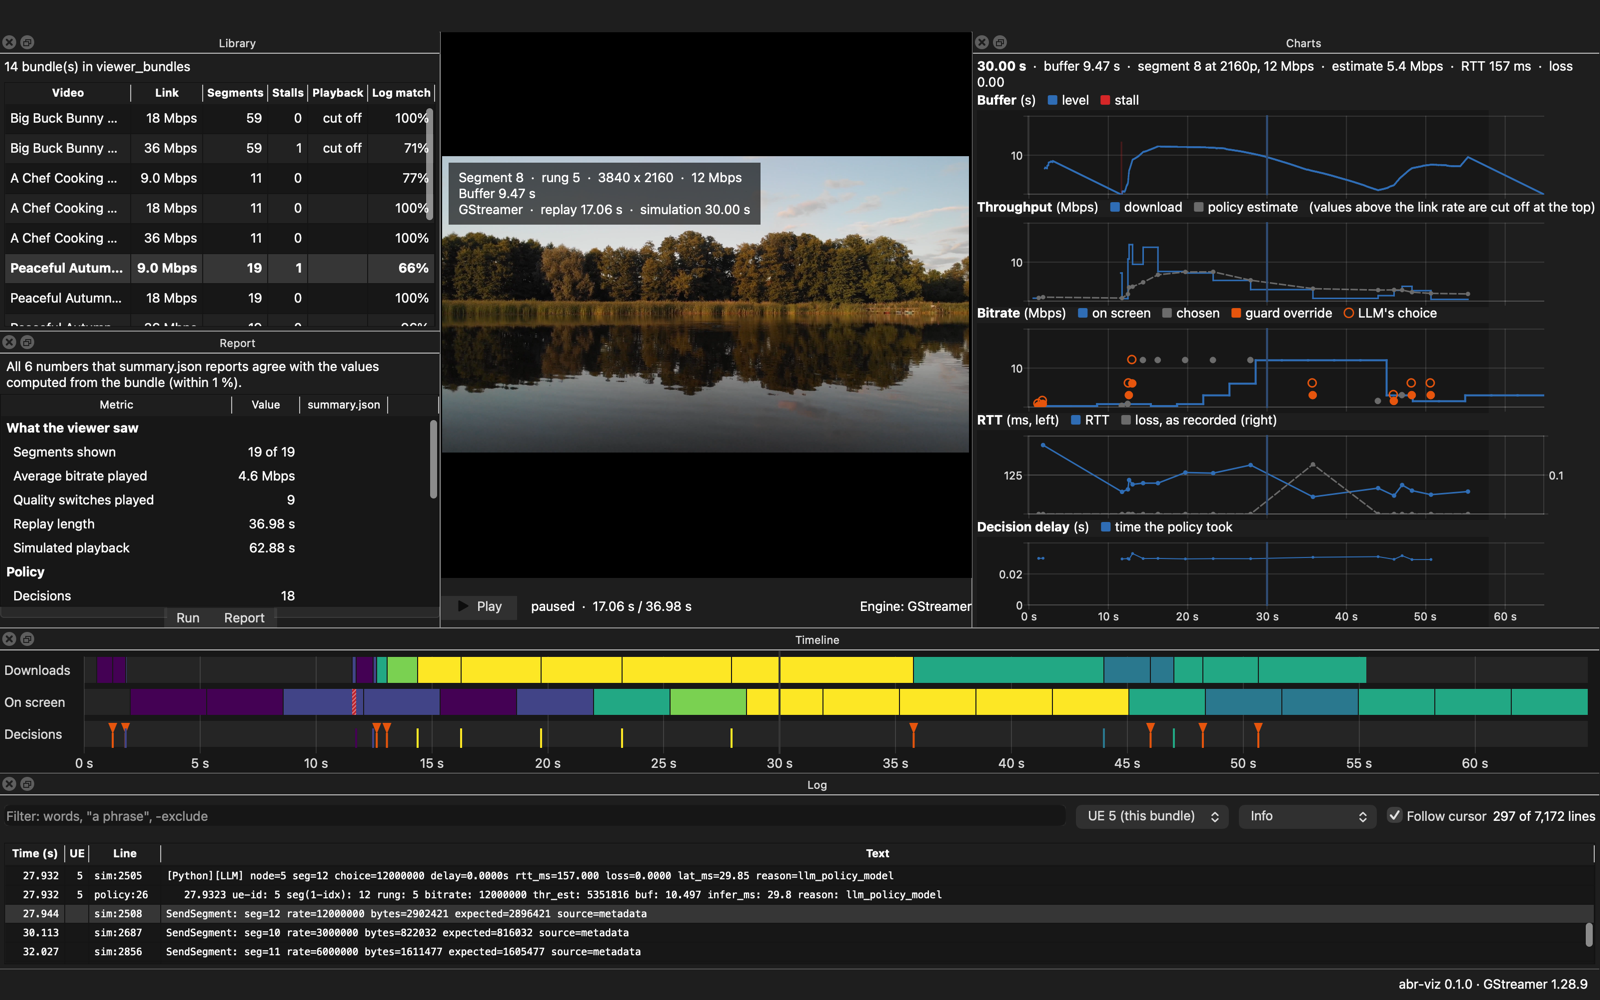 Library
14 bundle(s) in viewer_bundles
Video Link Segments Stalls Playback Log match
Big Buck Bunny ... 18 Mbps 59 0 cut off 100%
Big Buck Bunny ... 36 Mbps 59 1 cut off 71%
A Chef Cooking ... 9.0 Mbps 11 0 77%
A Chef Cooking ... 18 Mbps 11 0 100%
A Chef Cooking ... 36 Mbps 11 0 100%
Peaceful Autum... 9.0 Mbps 19 1 66%
Peaceful Autumn... 18 Mbps 19 0 100%
Report
All 6 numbers that summary.json reports agree with the values
computed from the bundle (within 1 %).
Metric Value summary.json
What the viewer saw
Segments shown 19 of 19
Average bitrate played 4.6 Mbps
Quality switches played 9
Replay length 36.98 s
Simulated playback 62.88 s
Policy
Decisions 18
Run Report
Segment 8 · rung 5 · 3840 x 2160 · 12 Mbps
Buffer 9.47 s
GStreamer · replay 17.06 s · simulation 30.00 s
Play paused · 17.06 s / 36.98 s Engine: GStreamer
Charts
30.00 s · buffer 9.47 s · segment 8 at 2160p, 12 Mbps · estimate 5.4 Mbps · RTT 157 ms · loss
0.00
Buffer (s) level stall
10
Throughput (Mbps) download policy estimate (values above the link rate are cut off at the top)
10
Bitrate (Mbps) on screen chosen guard override LLM's choice
10
RTT (ms, left) RTT loss, as recorded (right)
125 0.1
Decision delay (s) time the policy took
0.02
0
0 s 10 s 20 s 30 s 40 s 50 s 60 s
Timeline
Downloads
On screen
Decisions
0 s 5 s 10 s 15 s 20 s 25 s 30 s 35 s 40 s 45 s 50 s 55 s 60 s
Log
Filter: words, "a phrase", -exclude UE 5 (this bundle) Info Follow cursor 297 of 7,172 lines
Time (s) UE Line Text
27.932 5 sim:2505 [Python][LLM] node=5 seg=12 choice=12000000 delay=0.0000s rtt_ms=157.000 loss=0.0000 lat_ms=29.85 reason=llm_policy_model
27.932 5 policy:26 27.9323 ue-id: 5 seg(1-idx): 12 rung: 5 bitrate: 12000000 thr_est: 5351816 buf: 10.497 infer_ms: 29.8 reason: llm_policy_model
27.944 sim:2508 SendSegment: seg=12 rate=12000000 bytes=2902421 expected=2896421 source=metadata
30.113 sim:2687 SendSegment: seg=10 rate=3000000 bytes=822032 expected=816032 source=metadata
32.027 sim:2856 SendSegment: seg=11 rate=6000000 bytes=1611477 expected=1605477 source=metadata
abr-viz 0.1.0 · GStreamer 1.28.9